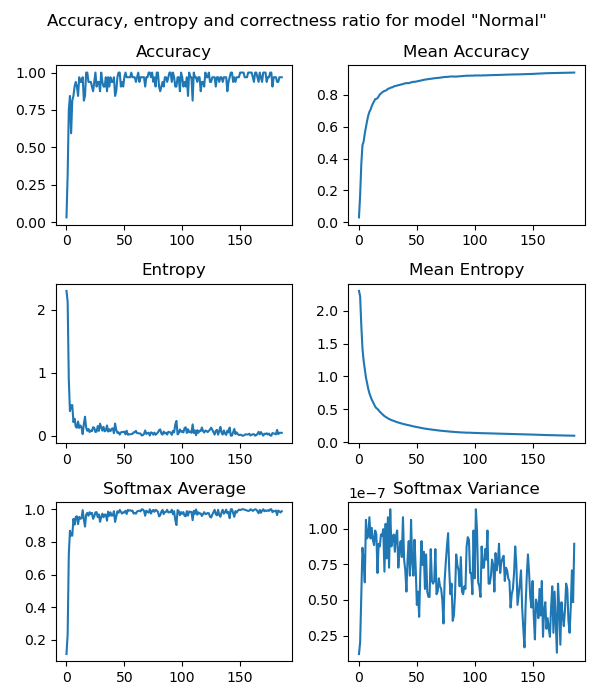 Accuracy, entropy and correctness ratio for model "Normal"
Accuracy
Mean Accuracy
1.00
0.75
0.50
0.25
0.00
0 50 100 150
0.8
0.6
0.4
0.2
0.0
0 50 100 150
Entropy
Mean Entropy
2
1
0
0 50 100 150
2.0
1.5
1.0
0.5
0.0
0 50 100 150
Softmax Average
1e−7 Softmax Variance
1.0
0.8
0.6
0.4
0.2
0 50 100 150
1.00
0.75
0.50
0.25
0 50 100 150